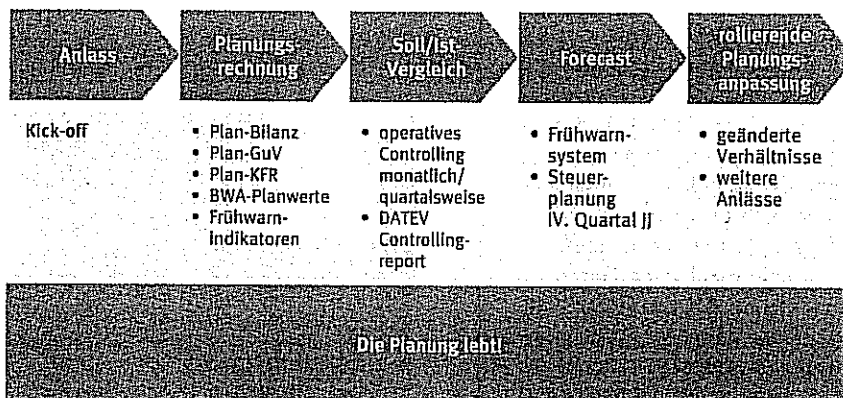 Anlass
Planungs-
rechnung
Soll/Ist-
Vergleich
Forecast
rollierende
Planungs-
anpassung
Kick-off
• Plan-Bilanz
• Plan-GuV
• Plan-KFR
• BWA-Planwerte
• Frühwarn-
indikatoren
• operatives
Controlling
monatlich/
quartalsweise
• DATEV
Controlling-
report
• Frühwarn-
system
• Steuer-
planung
IV. Quartal JJ
• geänderte
Verhältnisse
• weitere
Anlässe
Die Planung lebt!